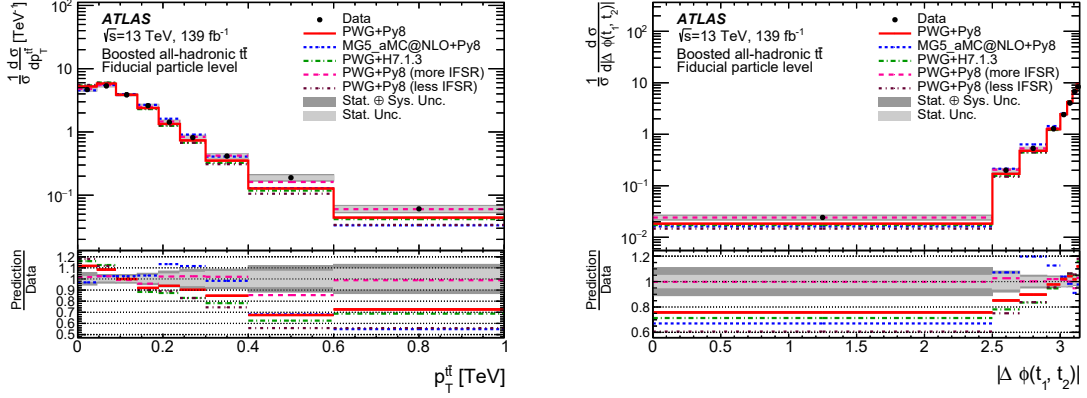 1/σ dσ/dp_T^{tt̄} [TeV⁻¹]
ATLAS
√s=13 TeV, 139 fb⁻¹
Boosted all-hadronic tt̄
Fiducial particle level
Data
PWG+Py8
MG5_aMC@NLO+Py8
PWG+H7.1.3
PWG+Py8 (more IFSR)
PWG+Py8 (less IFSR)
Stat. ⊕ Sys. Unc.
Stat. Unc.
10²
10
1
10⁻¹
Prediction
Data
1.2
1.1
1
0.9
0.8
0.7
0.6
0.5
0 0.2 0.4 0.6 0.8 1
p_T^{tt̄} [TeV]
1/σ dσ/d|Δ ϕ(t₁, t₂)|
ATLAS
√s=13 TeV, 139 fb⁻¹
Boosted all-hadronic tt̄
Fiducial particle level
Data
PWG+Py8
MG5_aMC@NLO+Py8
PWG+H7.1.3
PWG+Py8 (more IFSR)
PWG+Py8 (less IFSR)
Stat. ⊕ Sys. Unc.
Stat. Unc.
10³
10²
10
1
10⁻¹
10⁻²
Prediction
Data
1.2
1.0
0.8
0.6
0 0.5 1 1.5 2 2.5 3
|Δ ϕ(t₁, t₂)|